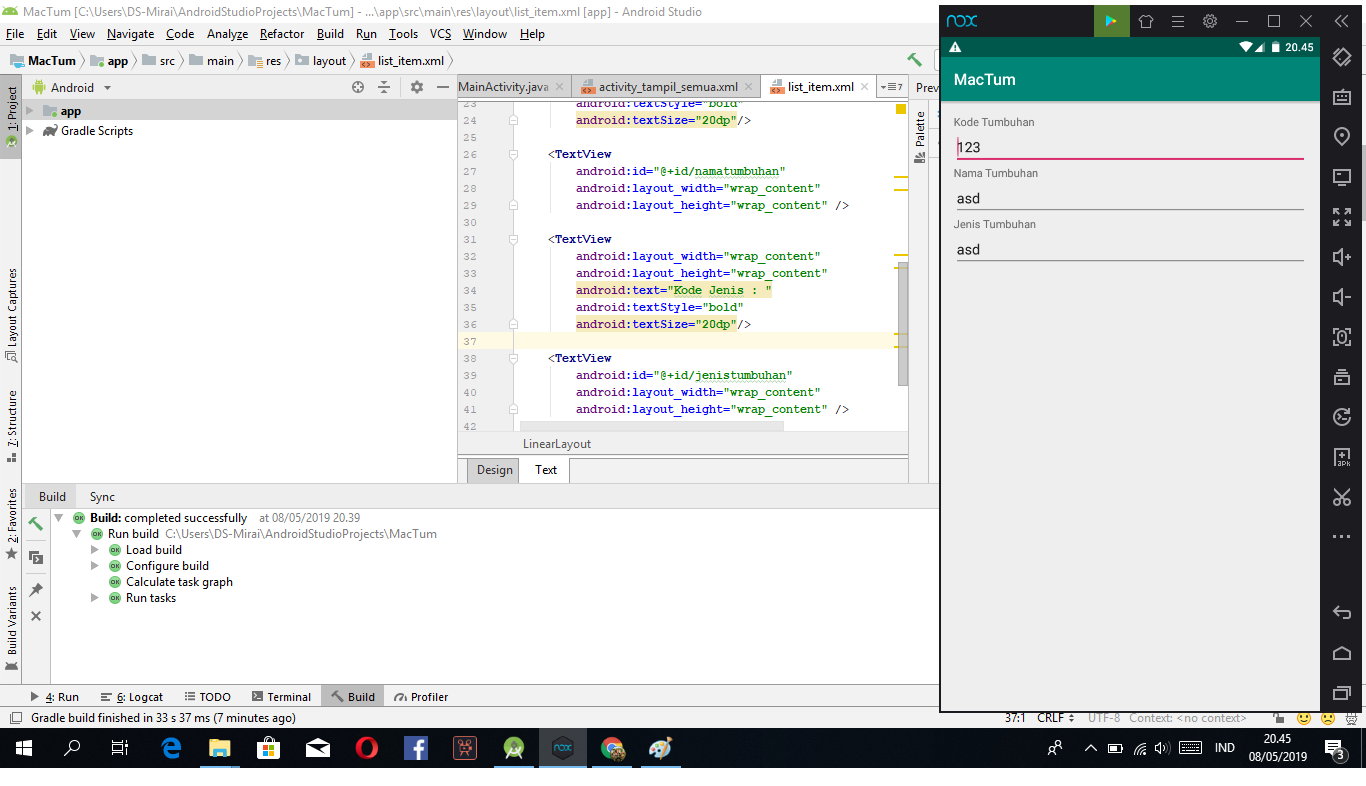 MacTum [C:\Users\DS-Mirai\AndroidStudioProjects\MacTum] - ...\app\src\main\res\layout\list_item.xml [app] - Android Studio
File Edit View Navigate Code Analyze Refactor Build Run Tools VCS Window Help
MacTum app src main res layout list_item.xml
Android
app
Gradle Scripts
1: Project
Layout Captures
7: Structure
2: Favorites
Build Variants
MainActivity.java activity_tampil_semua.xml list_item.xml 7
Prev
Palette
23 android:textStyle="bold"
24 android:textSize="20dp"/>
25
26 <TextView
27 android:id="@+id/namatumbuhan"
28 android:layout_width="wrap_content"
29 android:layout_height="wrap_content" />
30
31 <TextView
32 android:layout_width="wrap_content"
33 android:layout_height="wrap_content"
34 android:text="Kode Jenis : "
35 android:textStyle="bold"
36 android:textSize="20dp"/>
37
38 <TextView
39 android:id="@+id/jenistumbuhan"
40 android:layout_width="wrap_content"
41 android:layout_height="wrap_content" />
42
LinearLayout
Design Text
Build Sync
Build: completed successfully at 08/05/2019 20.39
Run build C:\Users\DS-Mirai\AndroidStudioProjects\MacTum
Load build
Configure build
Calculate task graph
Run tasks
4: Run 6: Logcat TODO Terminal Build Profiler
Gradle build finished in 33 s 37 ms (7 minutes ago)
37:1 CRLF UTF-8 Context: <no context>
nox
20.45
MacTum
Kode Tumbuhan
123
Nama Tumbuhan
asd
Jenis Tumbuhan
asd
IND
20.45
08/05/2019
3